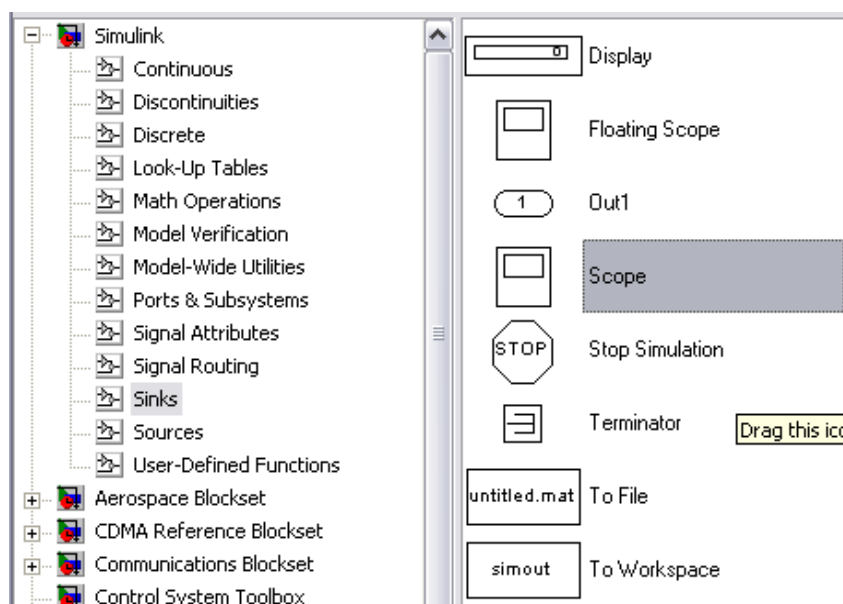 Simulink
Continuous
Discontinuities
Discrete
Look-Up Tables
Math Operations
Model Verification
Model-Wide Utilities
Ports & Subsystems
Signal Attributes
Signal Routing
Sinks
Sources
User-Defined Functions
Aerospace Blockset
CDMA Reference Blockset
Communications Blockset
Control System Toolbox
0 Display
Floating Scope
1 Out1
Scope
STOP Stop Simulation
Terminator
Drag this ico
untitled.mat To File
simout To Workspace